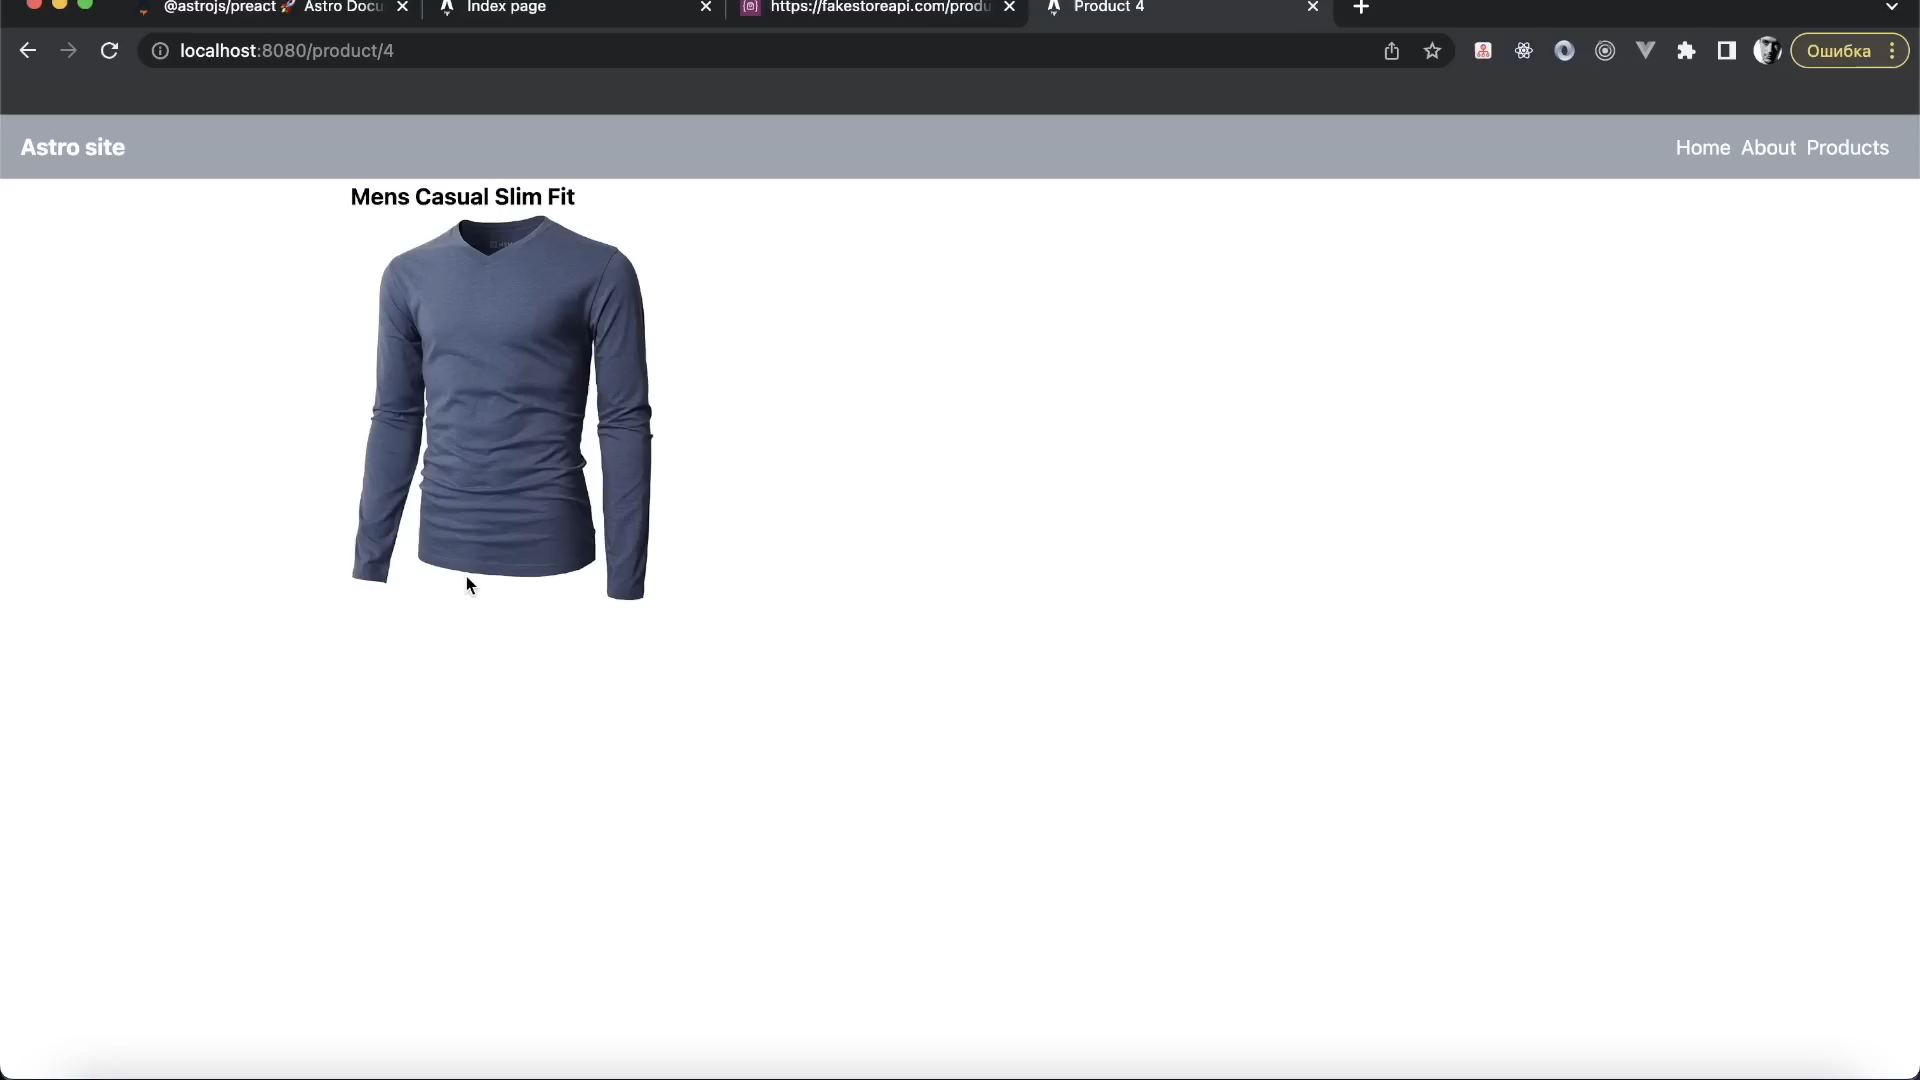 @astrojs/preact 🚀 Astro Docu
Index page
https://fakestoreapi.com/produ
Product 4
localhost:8080/product/4
Ошибка
Astro site
Home About Products
Mens Casual Slim Fit